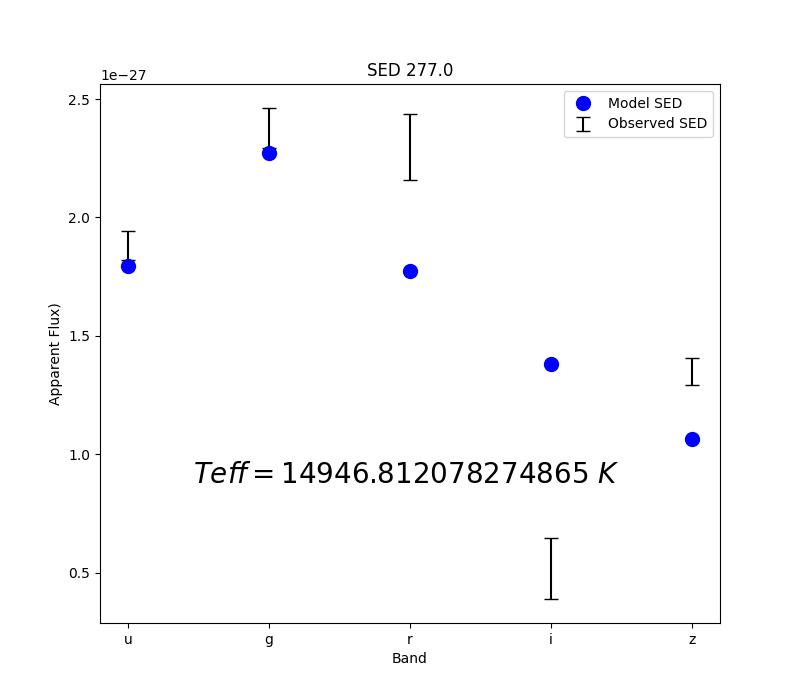 SED 277.0
1e−27
Model SED
Observed SED
2.5
2.0
1.5
1.0
0.5
Apparent Flux)
Teff = 14946.812078274865 K
u g r i z
Band